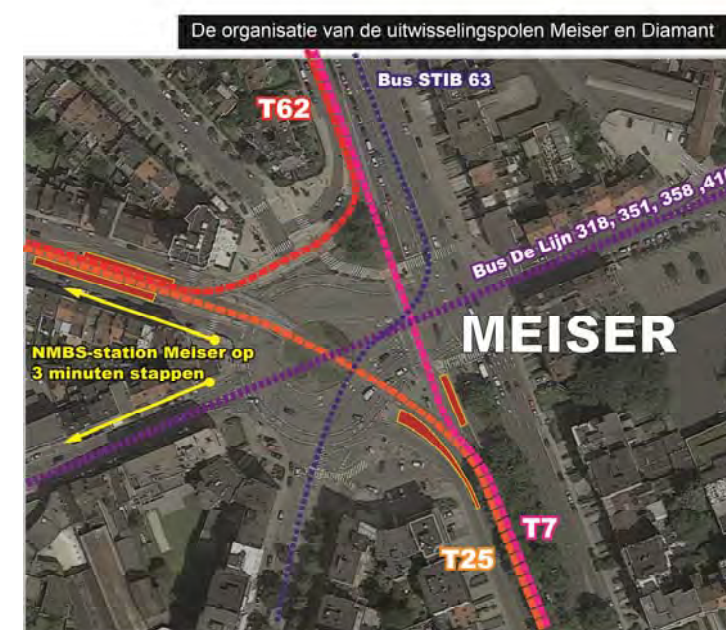 De organisatie van de uitwisselingspolen Meiser en Diamant
Bus STIB 63
T62
Bus De Lijn 318, 351, 358 ,410
MEISER
NMBS-station Meiser op
3 minuten stappen
T7
T25